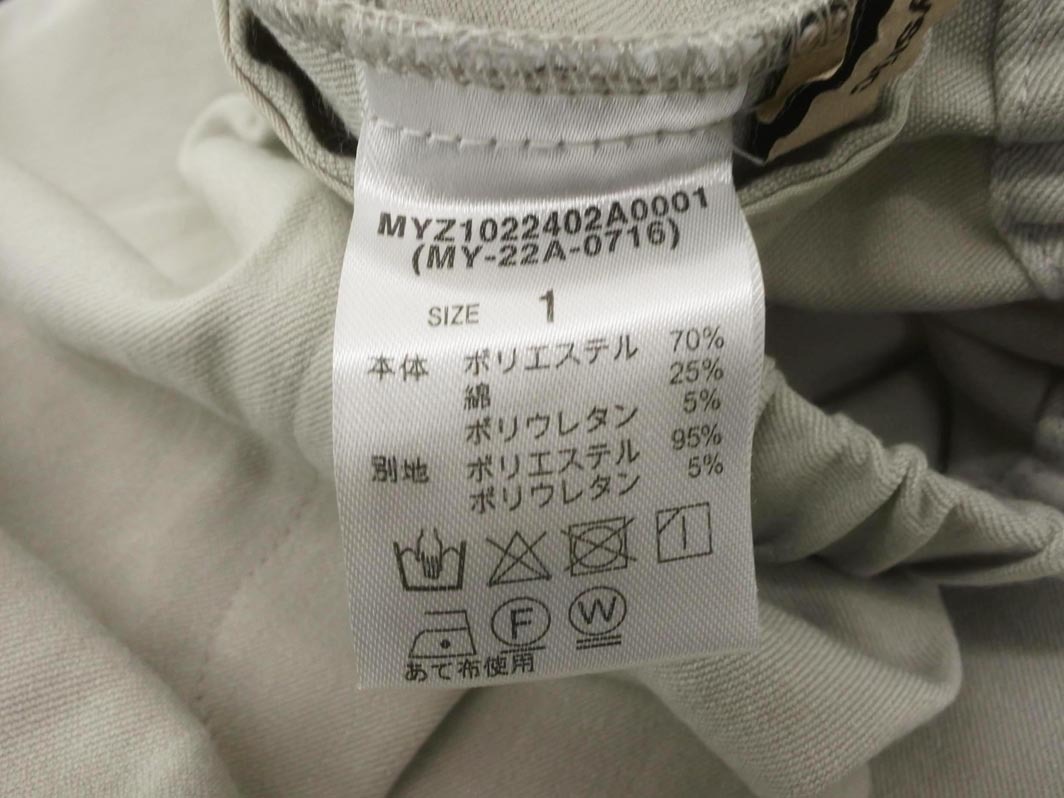 MYZ1022402A0001
(MY-22A-0716)
SIZE 1
本体 ポリエステル 70%
綿 25%
ポリウレタン 5%
別地 ポリエステル 95%
ポリウレタン 5%
F W
あて布使用